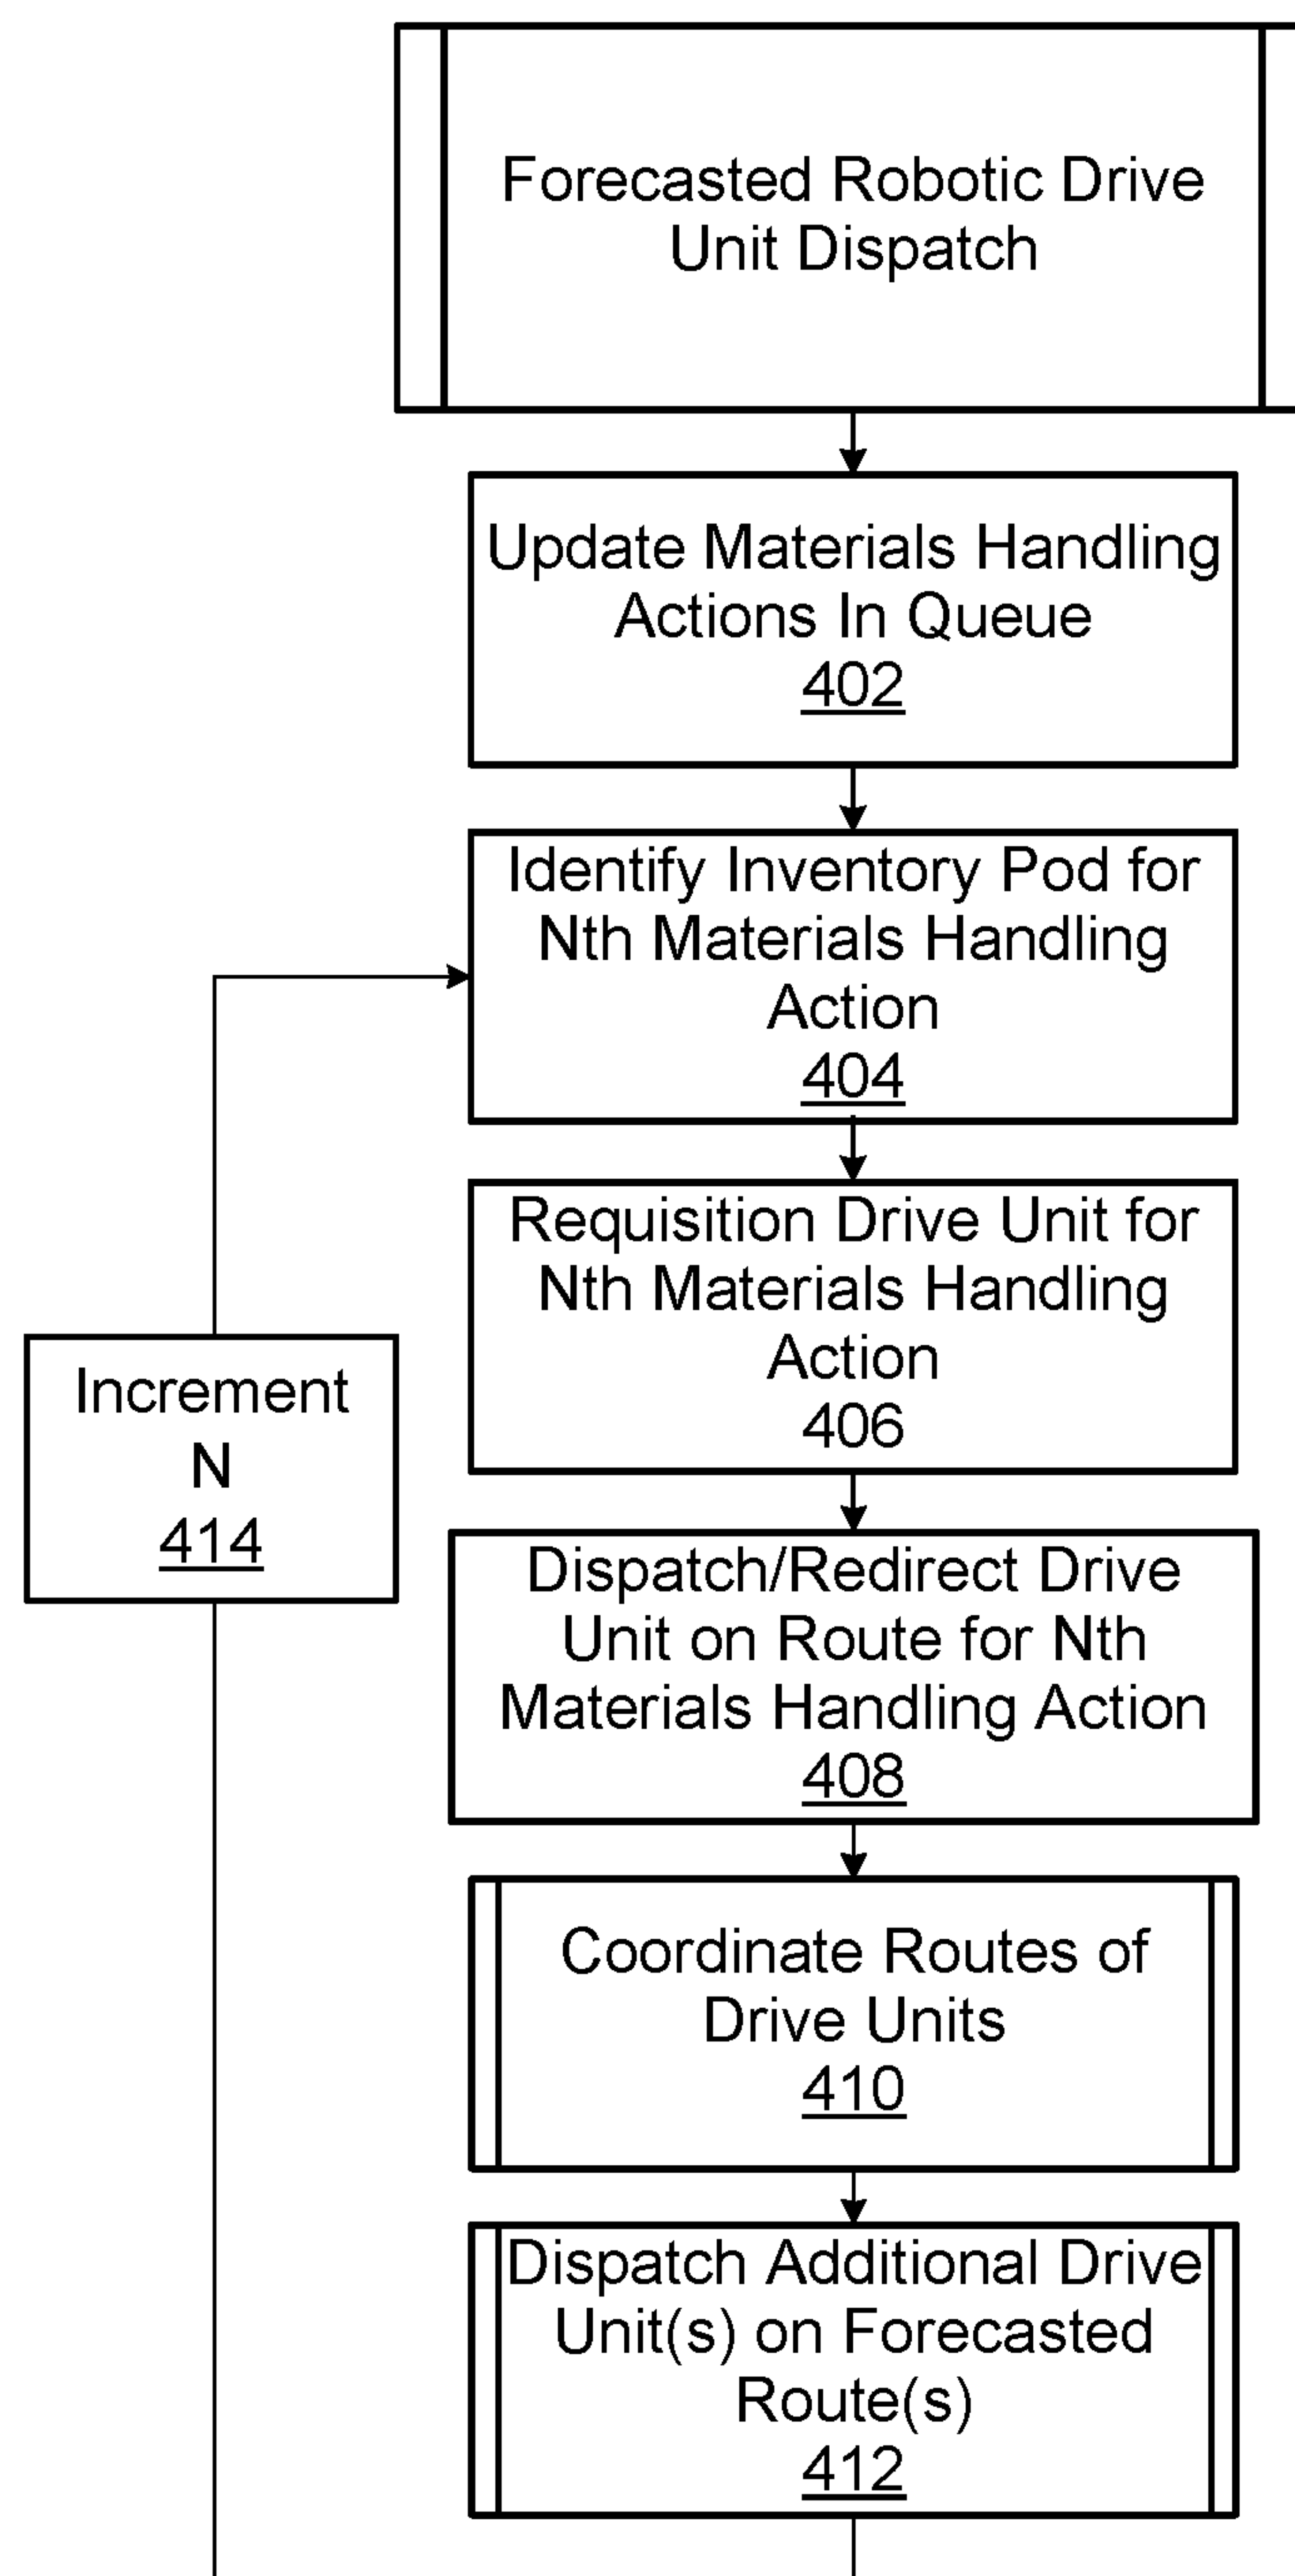 Forecasted Robotic Drive
Unit Dispatch
Update Materials Handling
Actions In Queue
402
Identify Inventory Pod for
Nth Materials Handling
Action
404
Requisition Drive Unit for
Nth Materials Handling
Action
406
Increment
N
414
Dispatch/Redirect Drive
Unit on Route for Nth
Materials Handling Action
408
Coordinate Routes of
Drive Units
410
Dispatch Additional Drive
Unit(s) on Forecasted
Route(s)
412